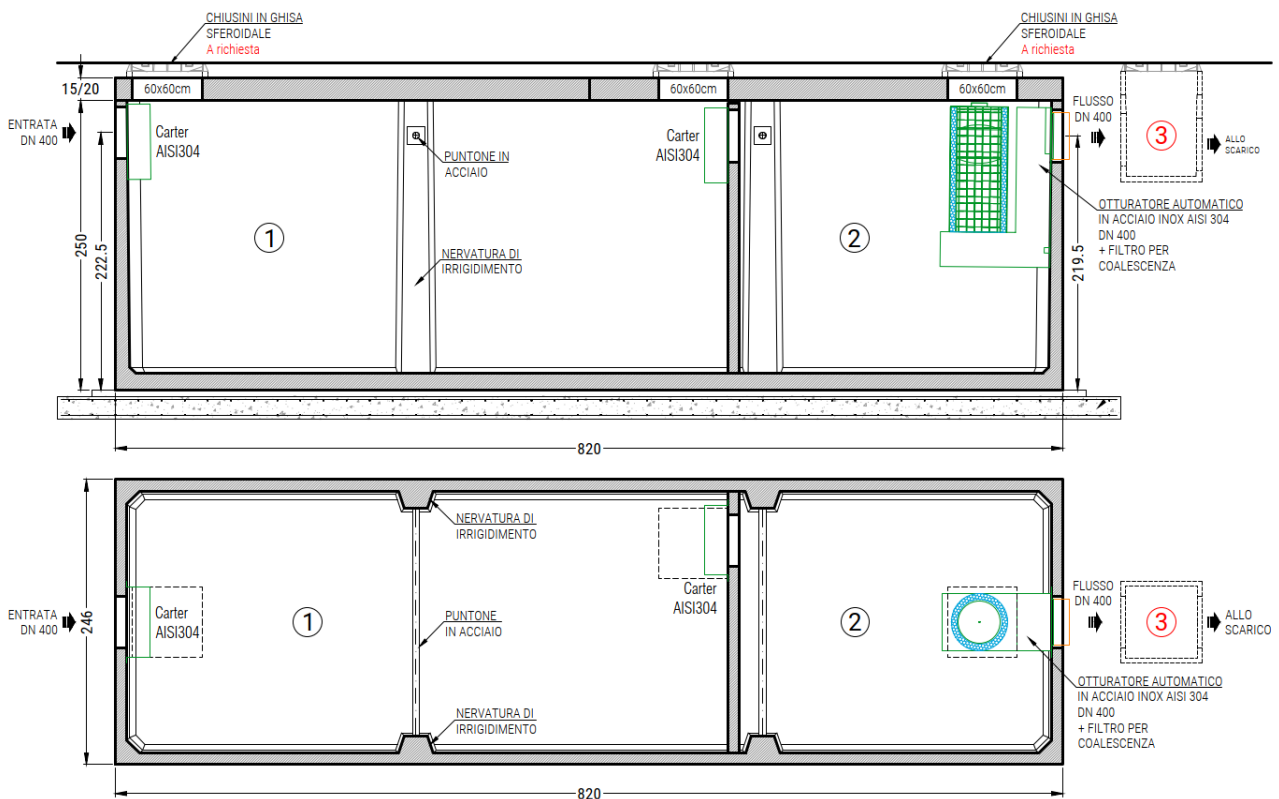 CHIUSINI IN GHISA
SFEROIDALE
A richiesta
CHIUSINI IN GHISA
SFEROIDALE
A richiesta
15/20
60x60cm
60x60cm
60x60cm
ENTRATA
DN 400
Carter
AISI304
PUNTONE IN
ACCIAIO
Carter
AISI304
FLUSSO
DN 400
3
ALLO
SCARICO
OTTURATORE AUTOMATICO
IN ACCIAIO INOX AISI 304
DN 400
+ FILTRO PER
COALESCENZA
250
222.5
1
NERVATURA DI
IRRIGIDIMENTO
2
219.5
820
NERVATURA DI
IRRIGIDIMENTO
ENTRATA
DN 400
246
Carter
AISI304
1
PUNTONE
IN ACCIAIO
Carter
AISI304
2
FLUSSO
DN 400
3
ALLO
SCARICO
NERVATURA DI
IRRIGIDIMENTO
OTTURATORE AUTOMATICO
IN ACCIAIO INOX AISI 304
DN 400
+ FILTRO PER
COALESCENZA
820